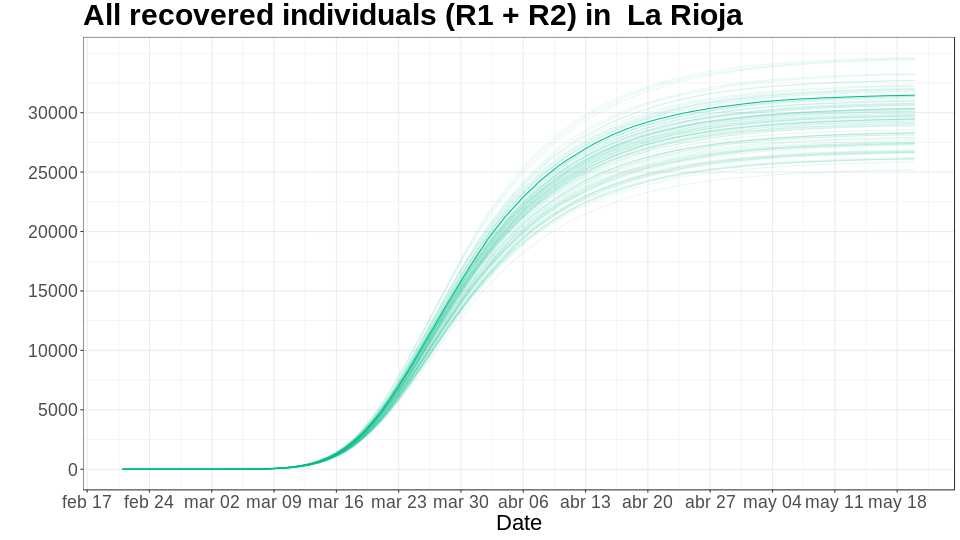 All recovered individuals (R1 + R2) in  La Rioja
30000
25000
20000
15000
10000
5000
0
feb 17 feb 24 mar 02 mar 09 mar 16 mar 23 mar 30 abr 06 abr 13 abr 20 abr 27 may 04 may 11 may 18
Date